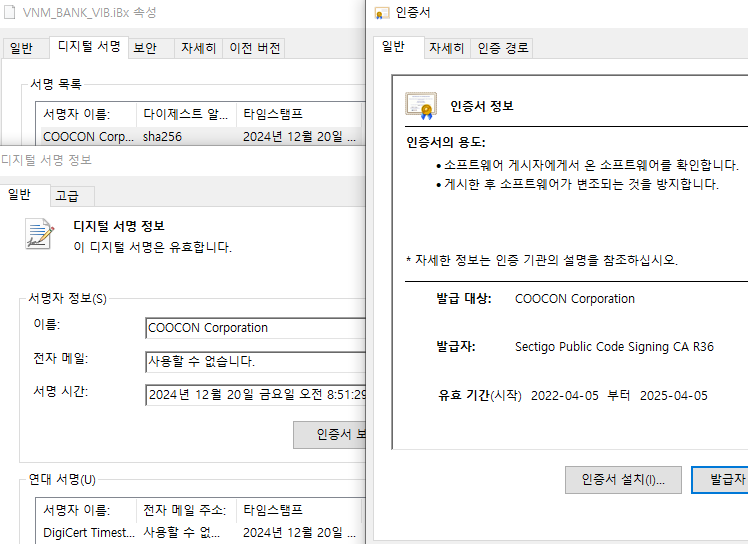 VNM_BANK_VIB.iBx 속성
일반 디지털 서명 보안 자세히 이전 버전
서명 목록
서명자 이름: 다이제스트 알... 타임스탬프
COOCON Corp... sha256 2024년 12월 20일 ...
디지털 서명 정보
일반 고급
디지털 서명 정보
이 디지털 서명은 유효합니다.
서명자 정보(S)
이름: COOCON Corporation
전자 메일: 사용할 수 없습니다.
서명 시간: 2024년 12월 20일 금요일 오전 8:51:29
인증서 보
연대 서명(U)
서명자 이름: 전자 메일 주소: 타임스탬프
DigiCert Timest... 사용할 수 없... 2024년 12월 20일 ...
인증서
일반 자세히 인증 경로
인증서 정보
인증서의 용도:
• 소프트웨어 게시자에게서 온 소프트웨어를 확인합니다.
• 게시한 후 소프트웨어가 변조되는 것을 방지합니다.
* 자세한 정보는 인증 기관의 설명을 참조하십시오.
발급 대상: COOCON Corporation
발급자: Sectigo Public Code Signing CA R36
유효 기간(시작) 2022-04-05 부터 2025-04-05
인증서 설치(I)... 발급자